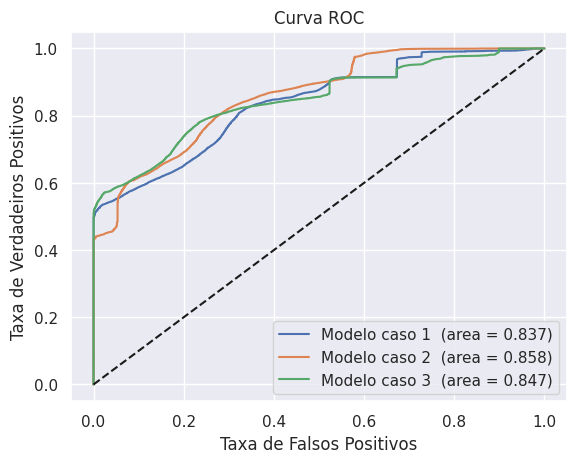 Curva ROC
1.0
0.8
0.6
0.4
0.2
0.0
Taxa de Verdadeiros Positivos
Modelo caso 1 (area = 0.837)
Modelo caso 2 (area = 0.858)
Modelo caso 3 (area = 0.847)
0.0 0.2 0.4 0.6 0.8 1.0
Taxa de Falsos Positivos